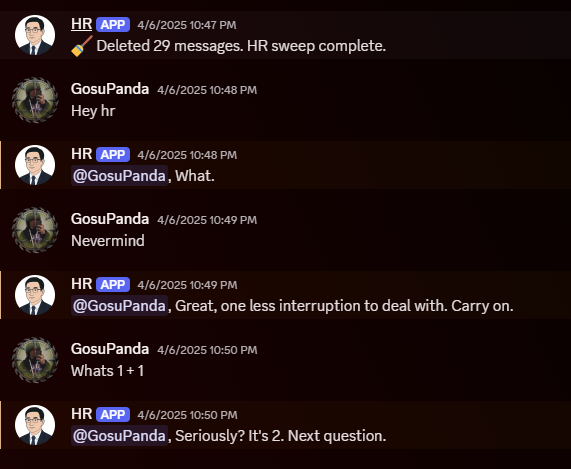 HR APP 4/6/2025 10:47 PM
🧹 Deleted 29 messages. HR sweep complete.
GosuPanda 4/6/2025 10:48 PM
Hey hr
HR APP 4/6/2025 10:48 PM
@GosuPanda, What.
GosuPanda 4/6/2025 10:49 PM
Nevermind
HR APP 4/6/2025 10:49 PM
@GosuPanda, Great, one less interruption to deal with. Carry on.
GosuPanda 4/6/2025 10:50 PM
Whats 1 + 1
HR APP 4/6/2025 10:50 PM
@GosuPanda, Seriously? It's 2. Next question.